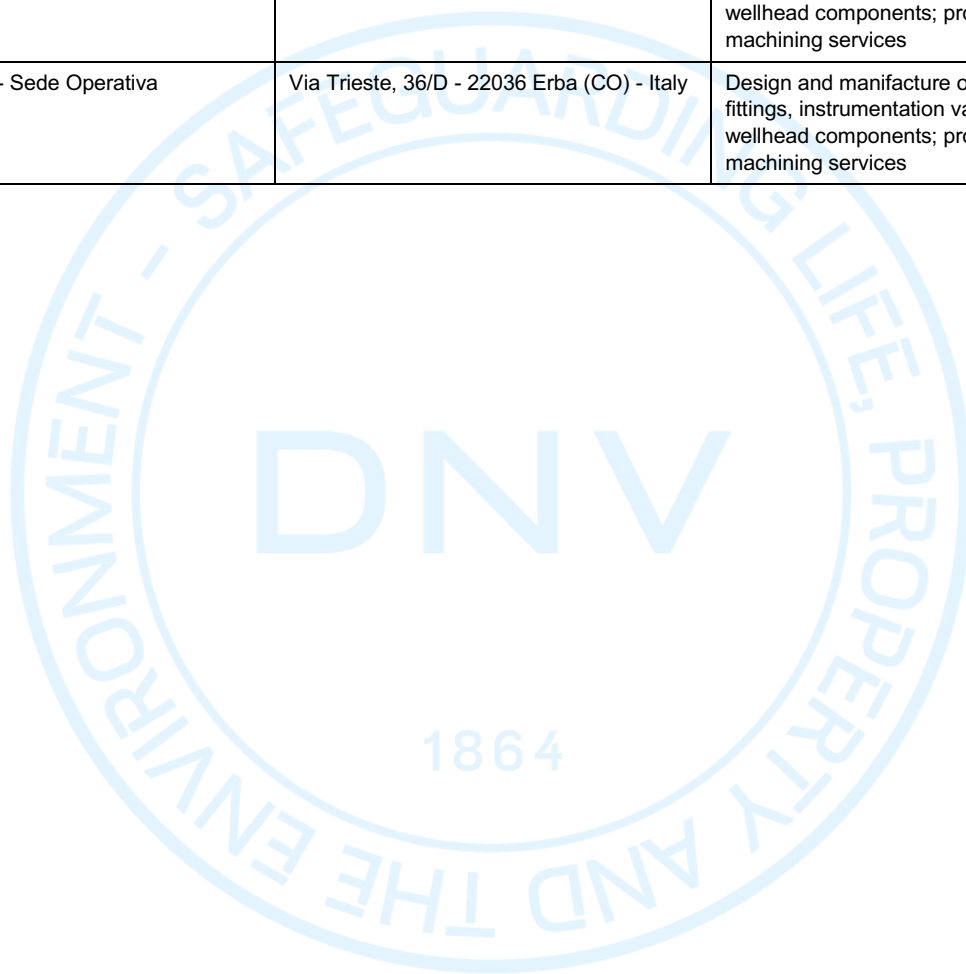 wellhead components; pro
machining services
- Sede Operativa
Via Trieste, 36/D - 22036 Erba (CO) - Italy
Design and manifacture o
fittings, instrumentation va
wellhead components; pro
machining services
SAFEGUARDING LIFE, PROPERTY AND THE ENVIRONMENT -
DNV
1864